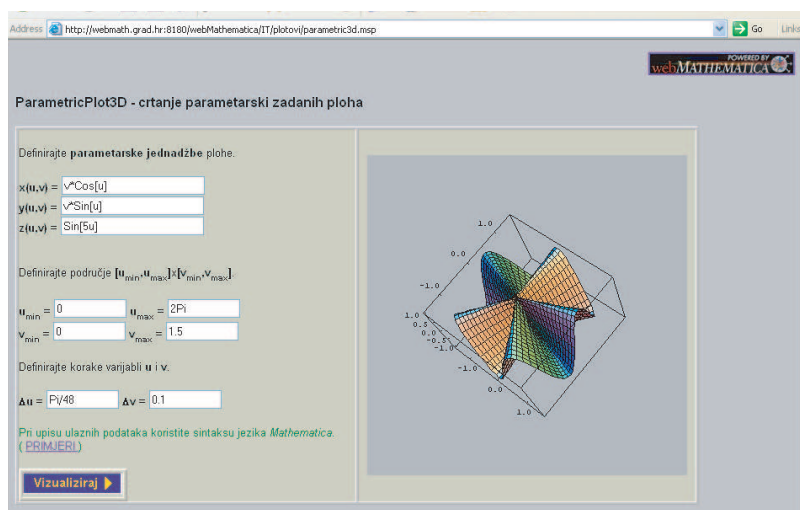 Address http://webmath.grad.hr:8180/webMathematica/IT/plotovi/parametric3d.msp Go Links
POWERED BY
webMATHEMATICA
ParametricPlot3D - crtanje parametarski zadanih ploha
Definirajte parametarske jednadžbe plohe.
x(u,v) = v*Cos[u]
y(u,v) = v*Sin[u]
z(u,v) = Sin[5u]
Definirajte područje [umin,umax]x[vmin,vmax].
umin = 0 umax = 2Pi
vmin = 0 vmax = 1.5
Definirajte korake varijabli u i v.
Δu = Pi/48 Δv = 0.1
Pri upisu ulaznih podataka koristite sintaksu jezika Mathematica.
( PRIMJERI )
Vizualiziraj
1.0
0.0
-1.0
1.0
0.5
0.0
-0.5
-1.0
-1.0
0.0
1.0